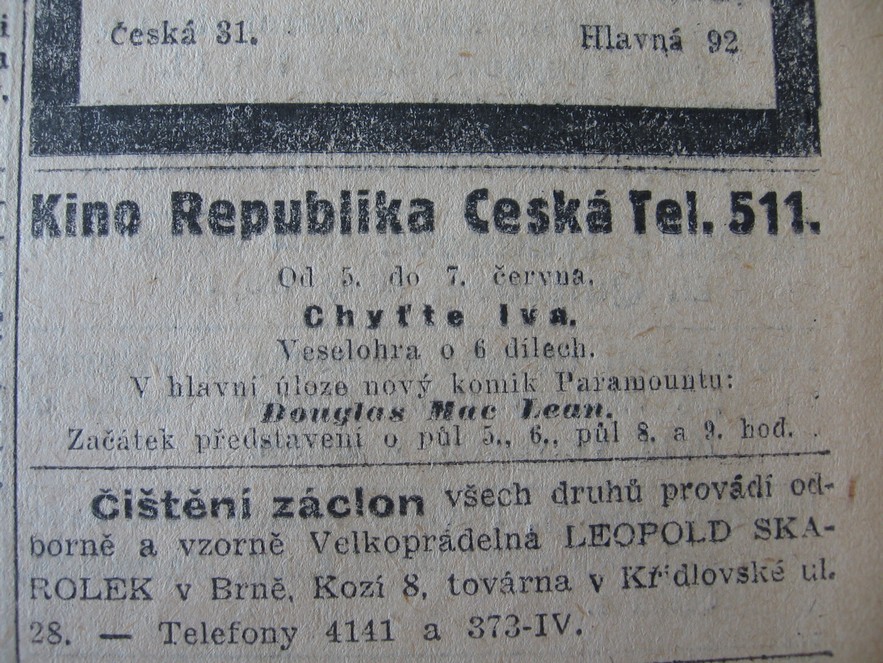 Česká 31. Hlavná 92
Kino Republika Česká Tel. 511.
Od 5. do 7. června.
Chyťte lva.
Veselohra o 6 dílech.
V hlavní úloze nový komik Paramountu:
Douglas Mac Lean.
Začátek představení o půl 5., 6., půl 8. a 9. hod.
Čištění záclon všech druhů provádí od-
borně a vzorně Velkoprádelna LEOPOLD SKA-
ROLEK v Brně, Kozí 8, továrna v Křídlovské ul.
28. — Telefony 4141 a 373-IV.